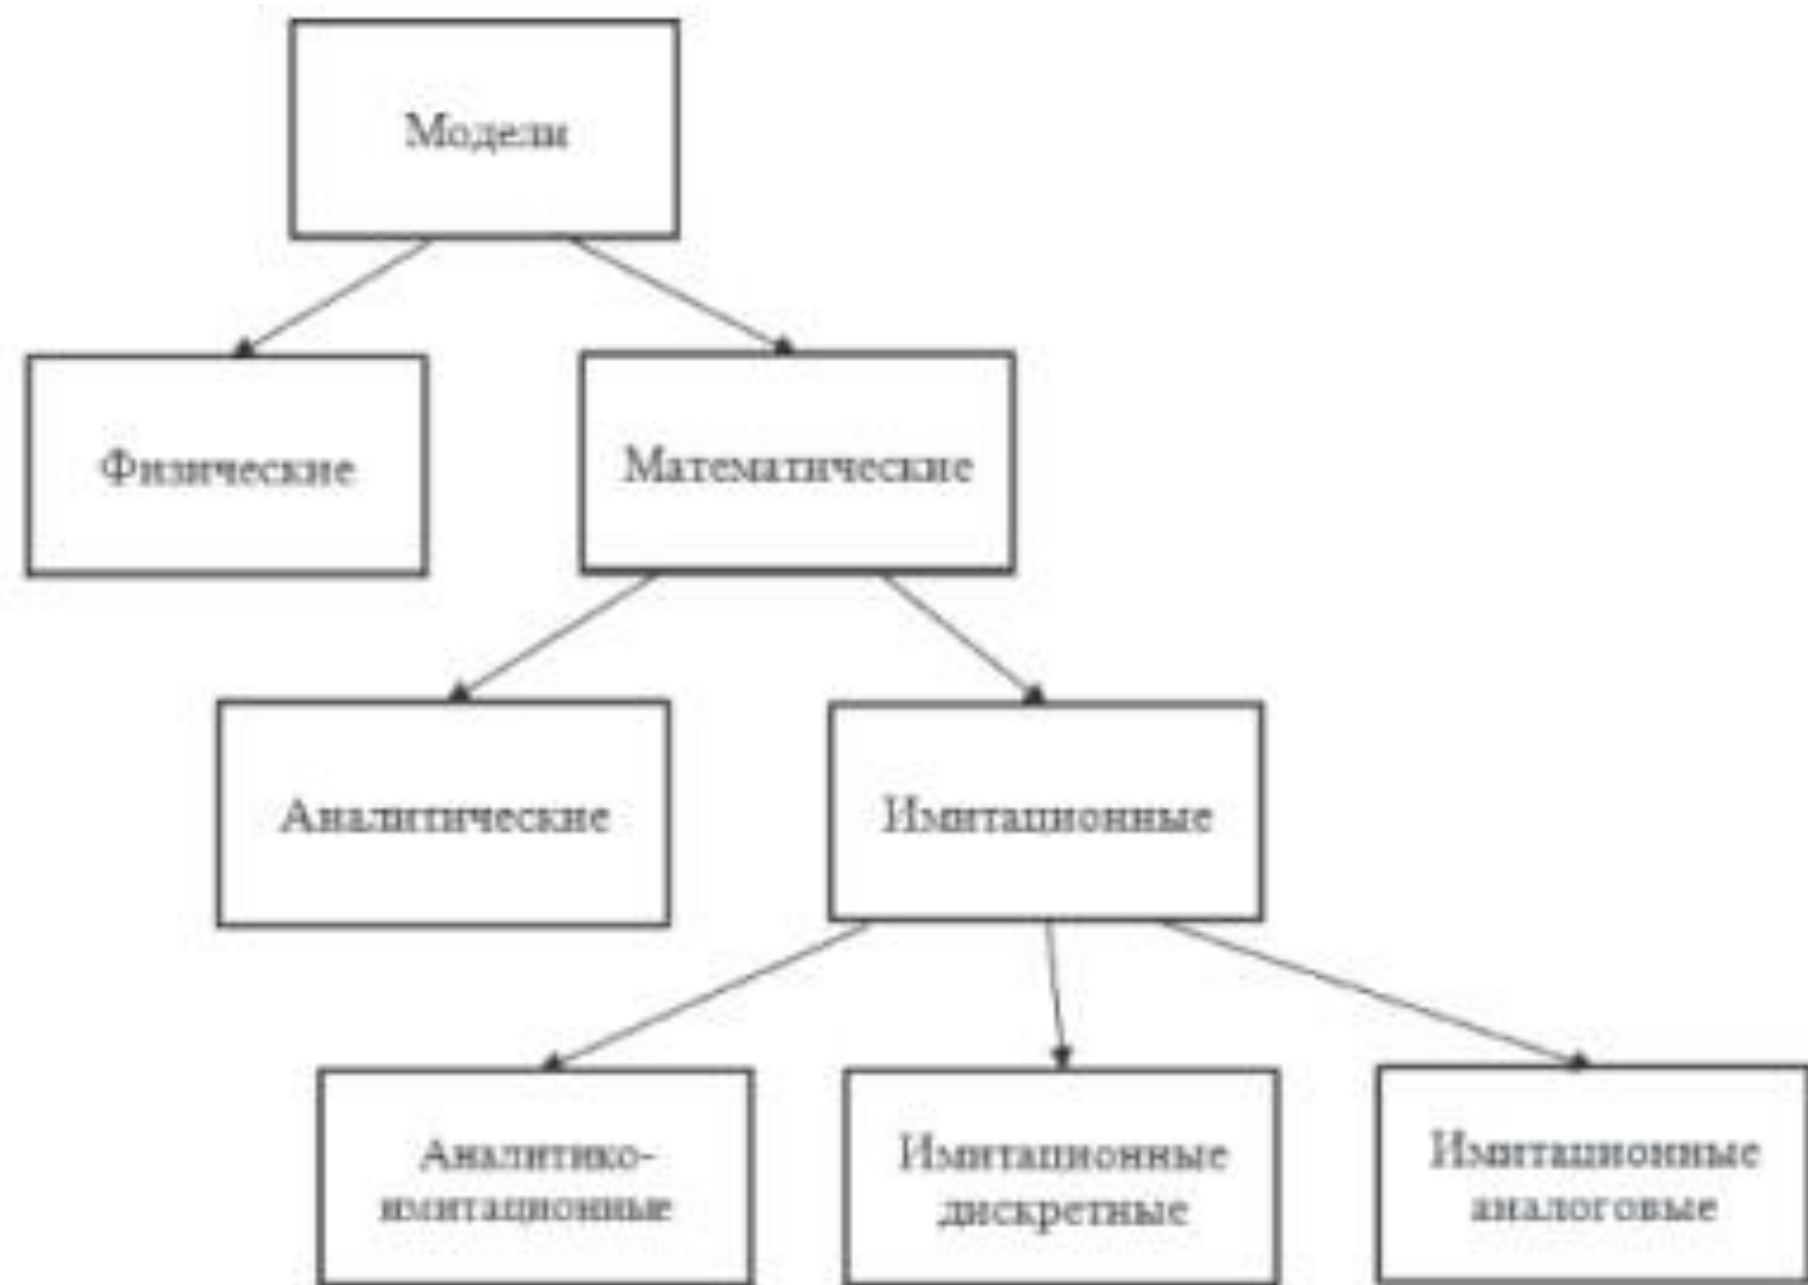 Модели
Физические
Математические
Аналитические
Имитационные
Аналитико-
имитационные
Имитационные
дискретные
Имитационные
аналоговые